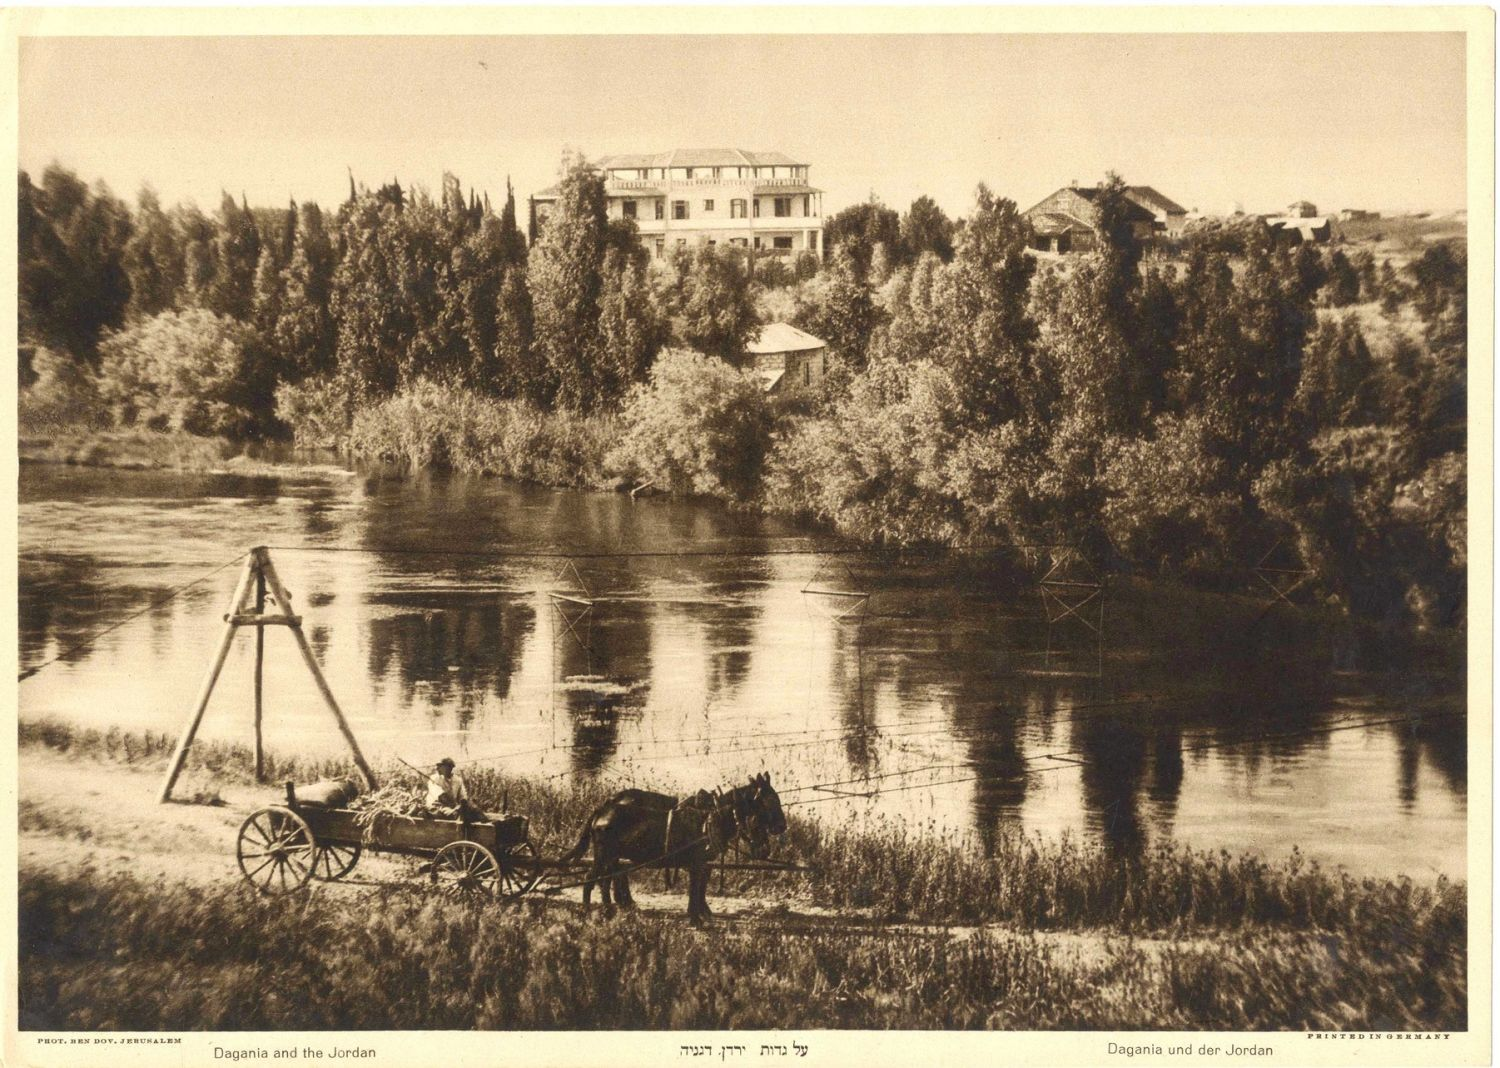 PHOT. BEN DOV. JERUSALEM
PRINTED IN GERMANY
Dagania and the Jordan
על גדות ירדן. דגניה
Dagania und der Jordan